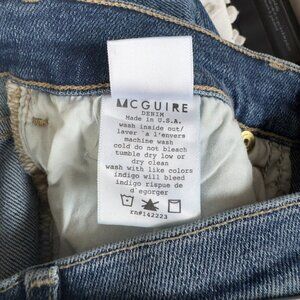 MCGUIRE
DENIM
Made in U.S.A.
wash inside out/
laver `a l'envers
machine wash
cold do not bleach
tumble dry low or
dry clean
wash with like colors
indigo will bleed
indigo risque de
d'egorger
rn#142223